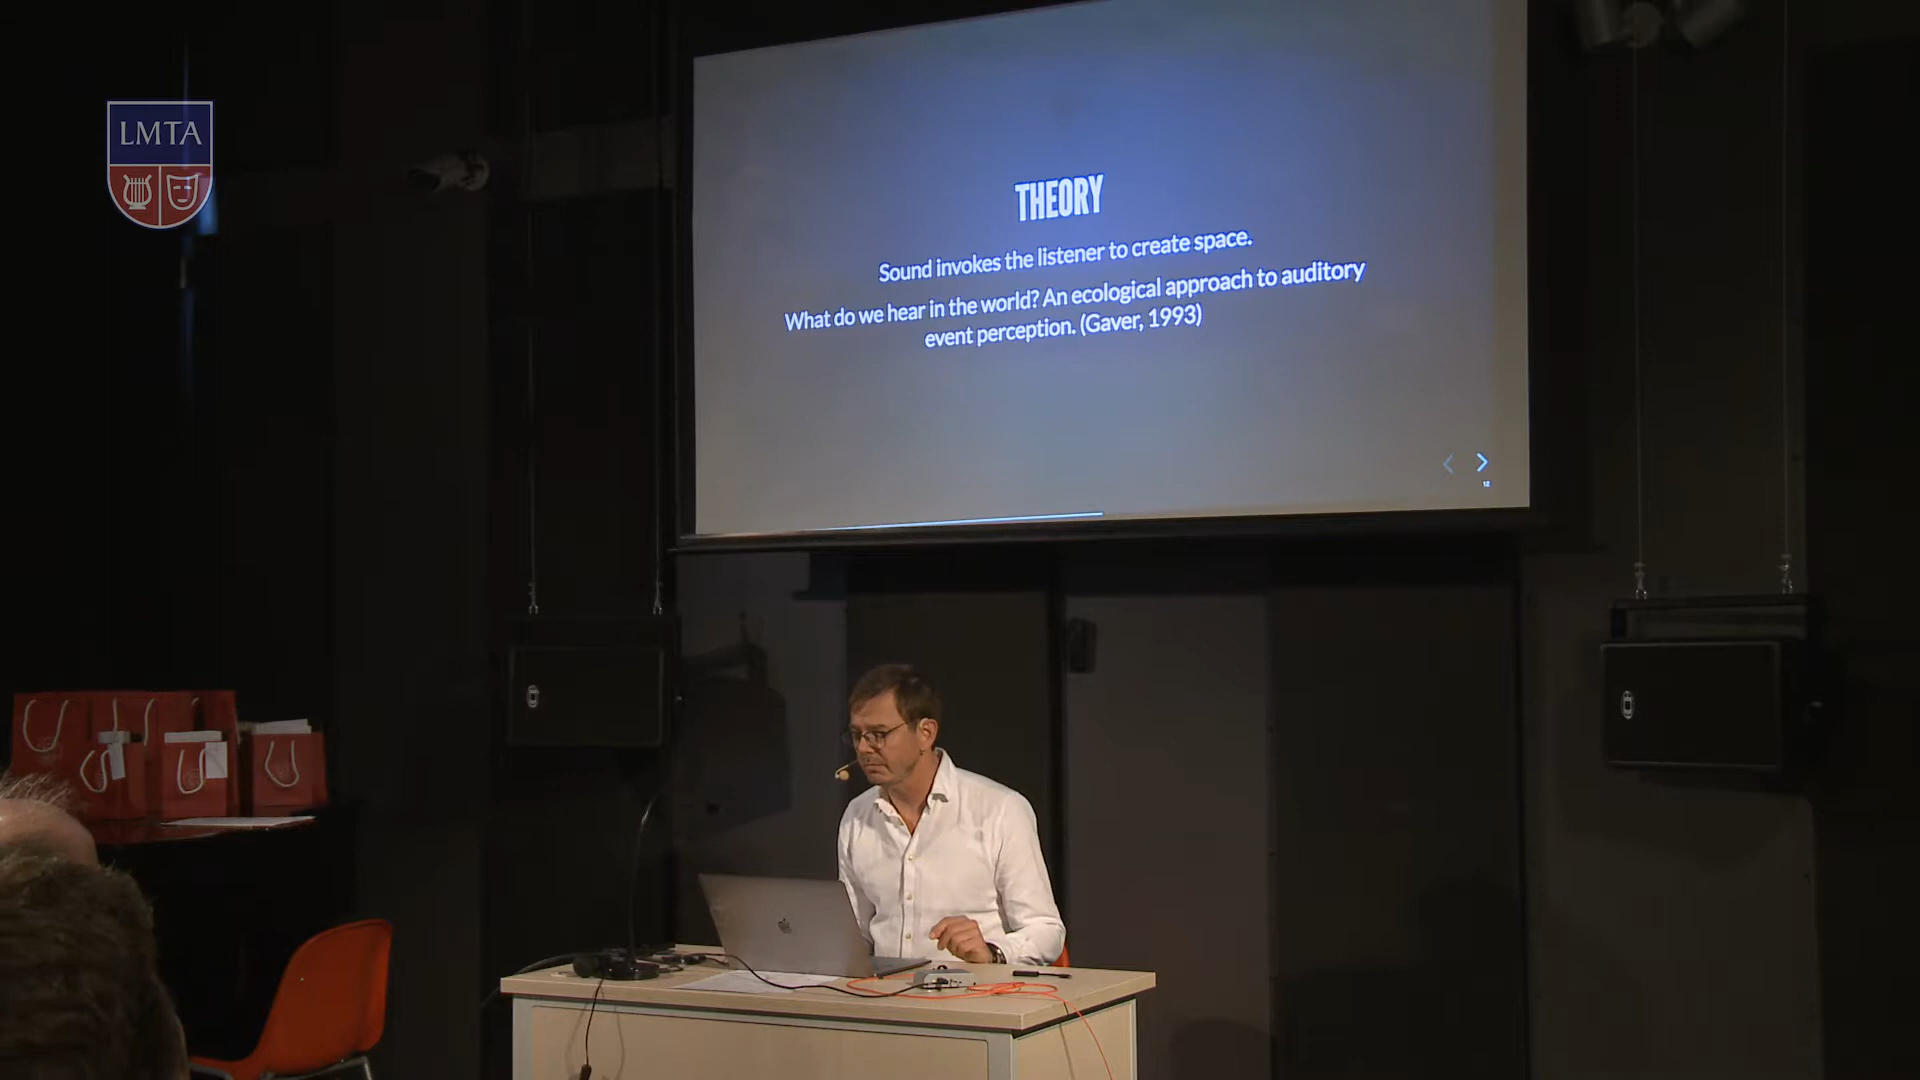 LMTA
THEORY
Sound invokes the listener to create space.
What do we hear in the world? An ecological approach to auditory
event perception. (Gaver, 1993)
12